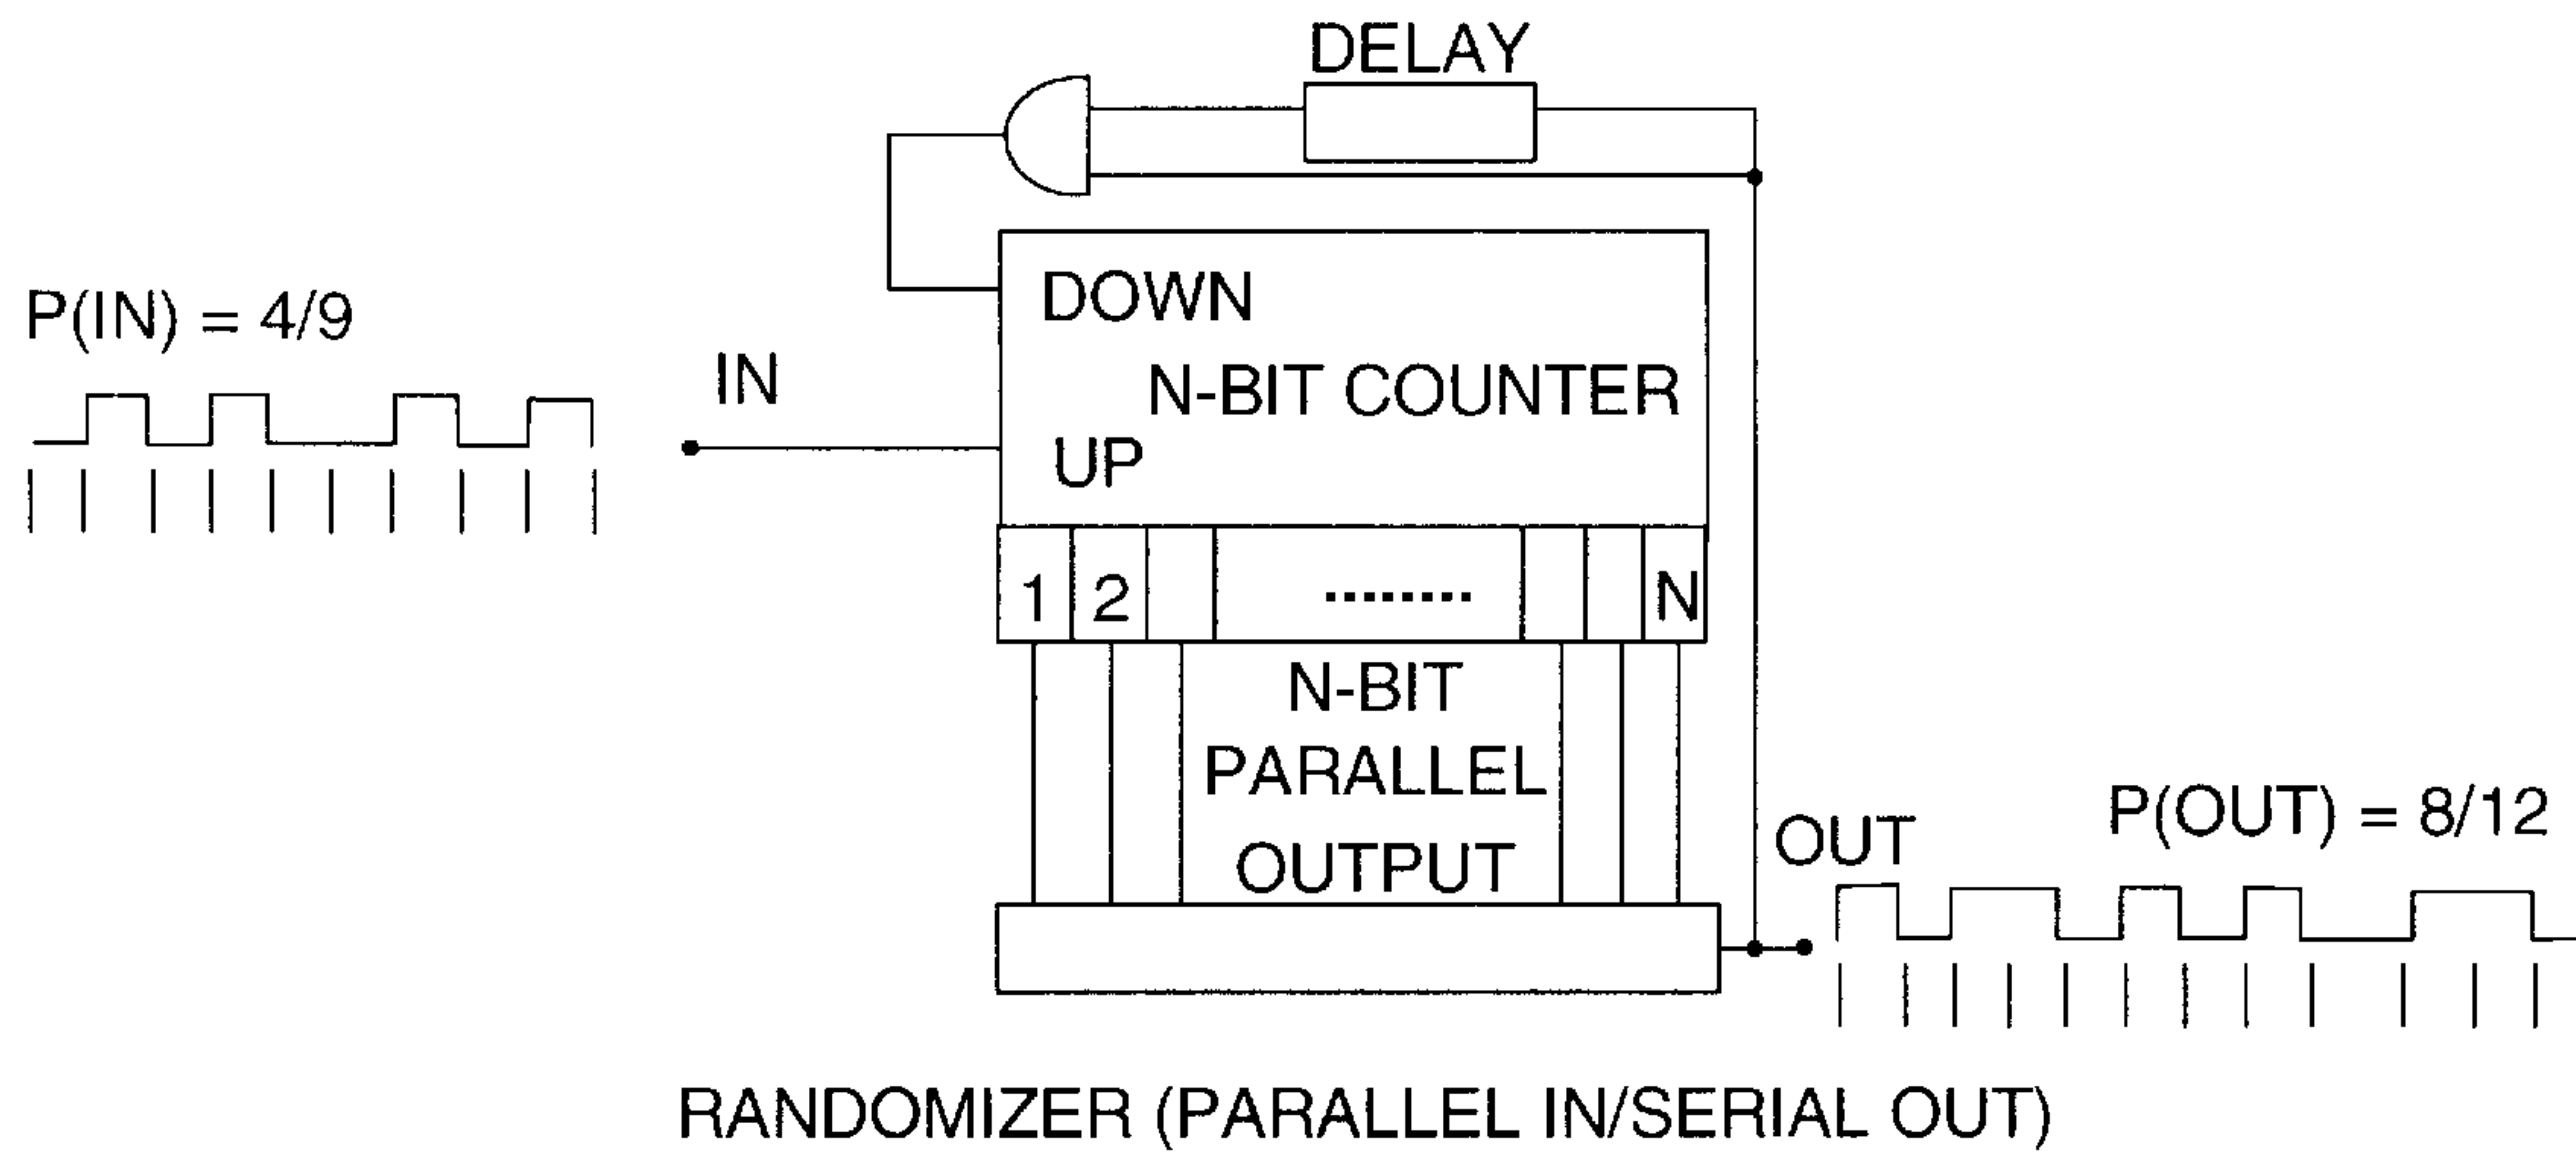 DELAY
P(IN) = 4/9
IN
DOWN
N-BIT COUNTER
UP
1 2 ........ N
N-BIT
PARALLEL
OUTPUT
OUT
P(OUT) = 8/12
RANDOMIZER (PARALLEL IN/SERIAL OUT)